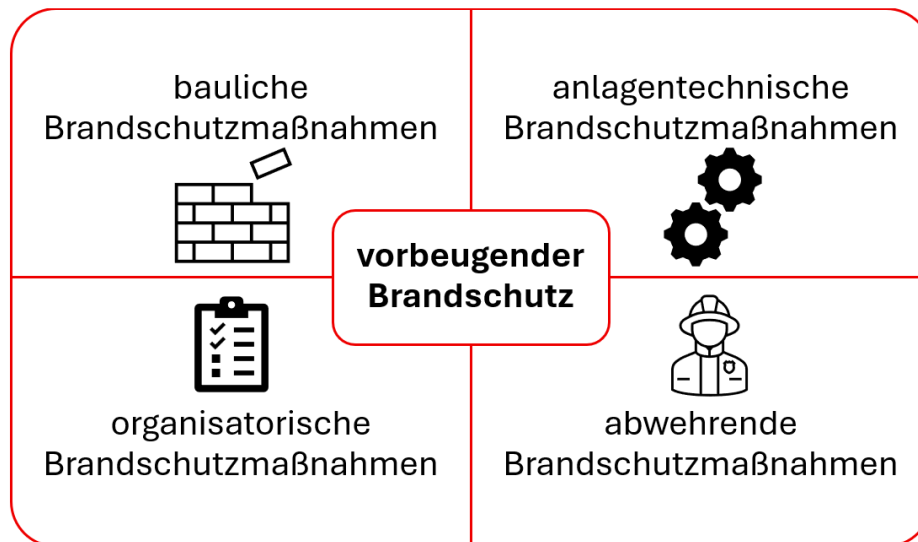 bauliche
Brandschutzmaßnahmen
anlagentechnische
Brandschutzmaßnahmen
vorbeugender
Brandschutz
organisatorische
Brandschutzmaßnahmen
abwehrende
Brandschutzmaßnahmen